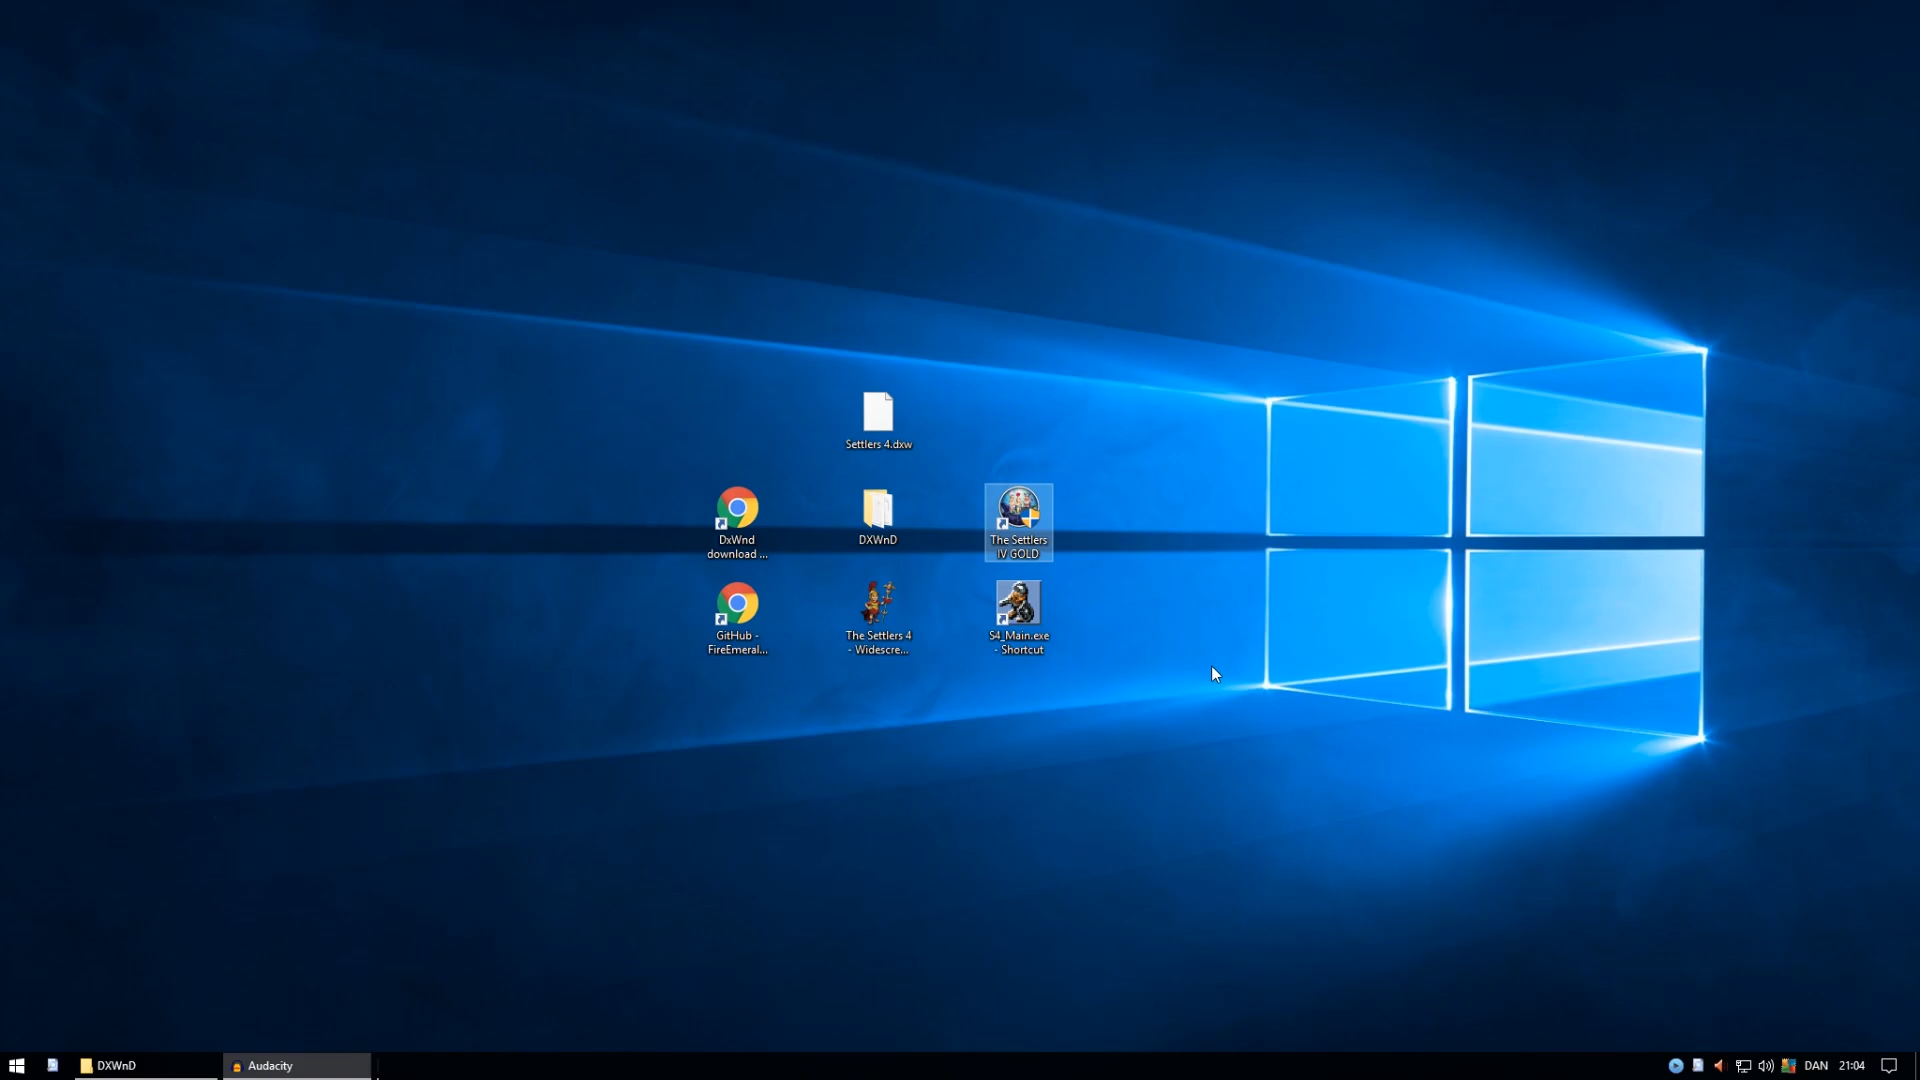 Settlers 4.dxw
DxWnd
download ...
DXWnD
The Settlers
IV GOLD
GitHub -
FireEmeral...
The Settlers 4
- Widescre...
S4_Main.exe
- Shortcut
DXWnD
Audacity
DAN
21:04